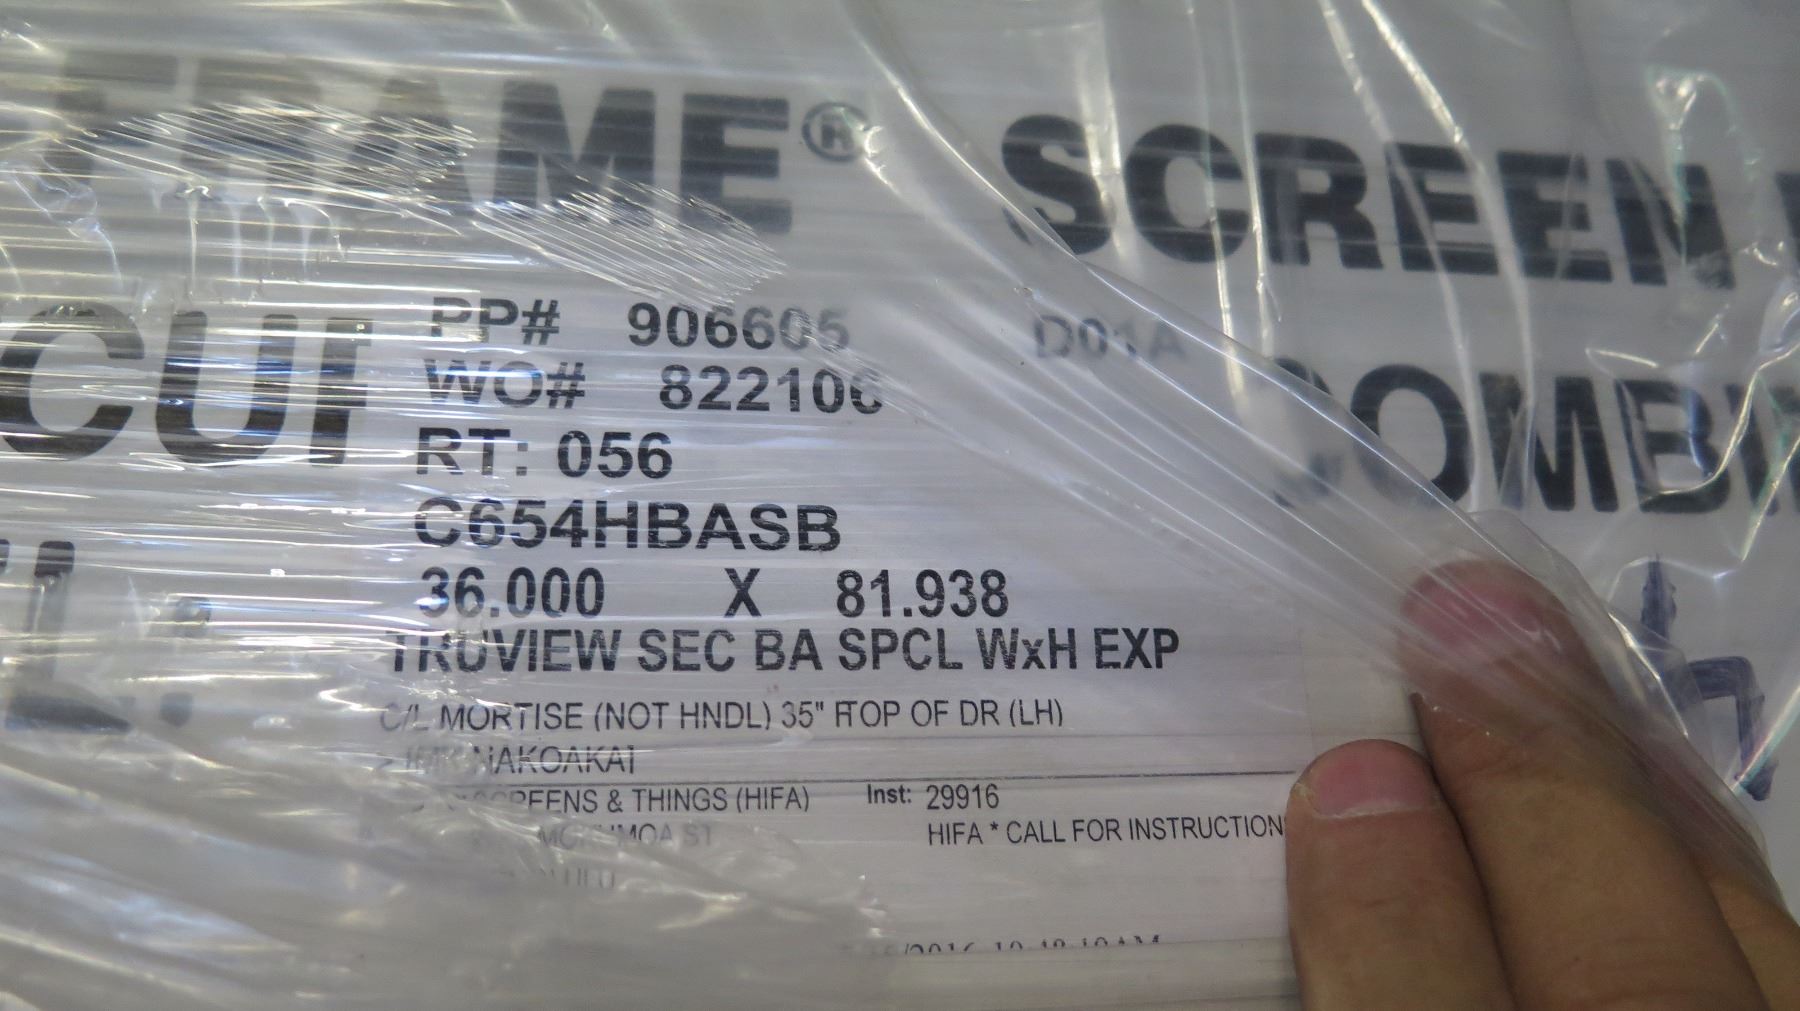 FRAME® SCREEN
PP# 906605 D01A
COMBI
WO# 822106
RT: 056
C654HBASB
36.000 X 81.938
TRUVIEW SEC BA SPCL WxH EXP
C/L MORTISE (NOT HNDL) 35" FTOP OF DR (LH)
NAKOAKAI
SCREENS & THINGS (HIFA) Inst: 29916
ST HIFA * CALL FOR INSTRUCTION